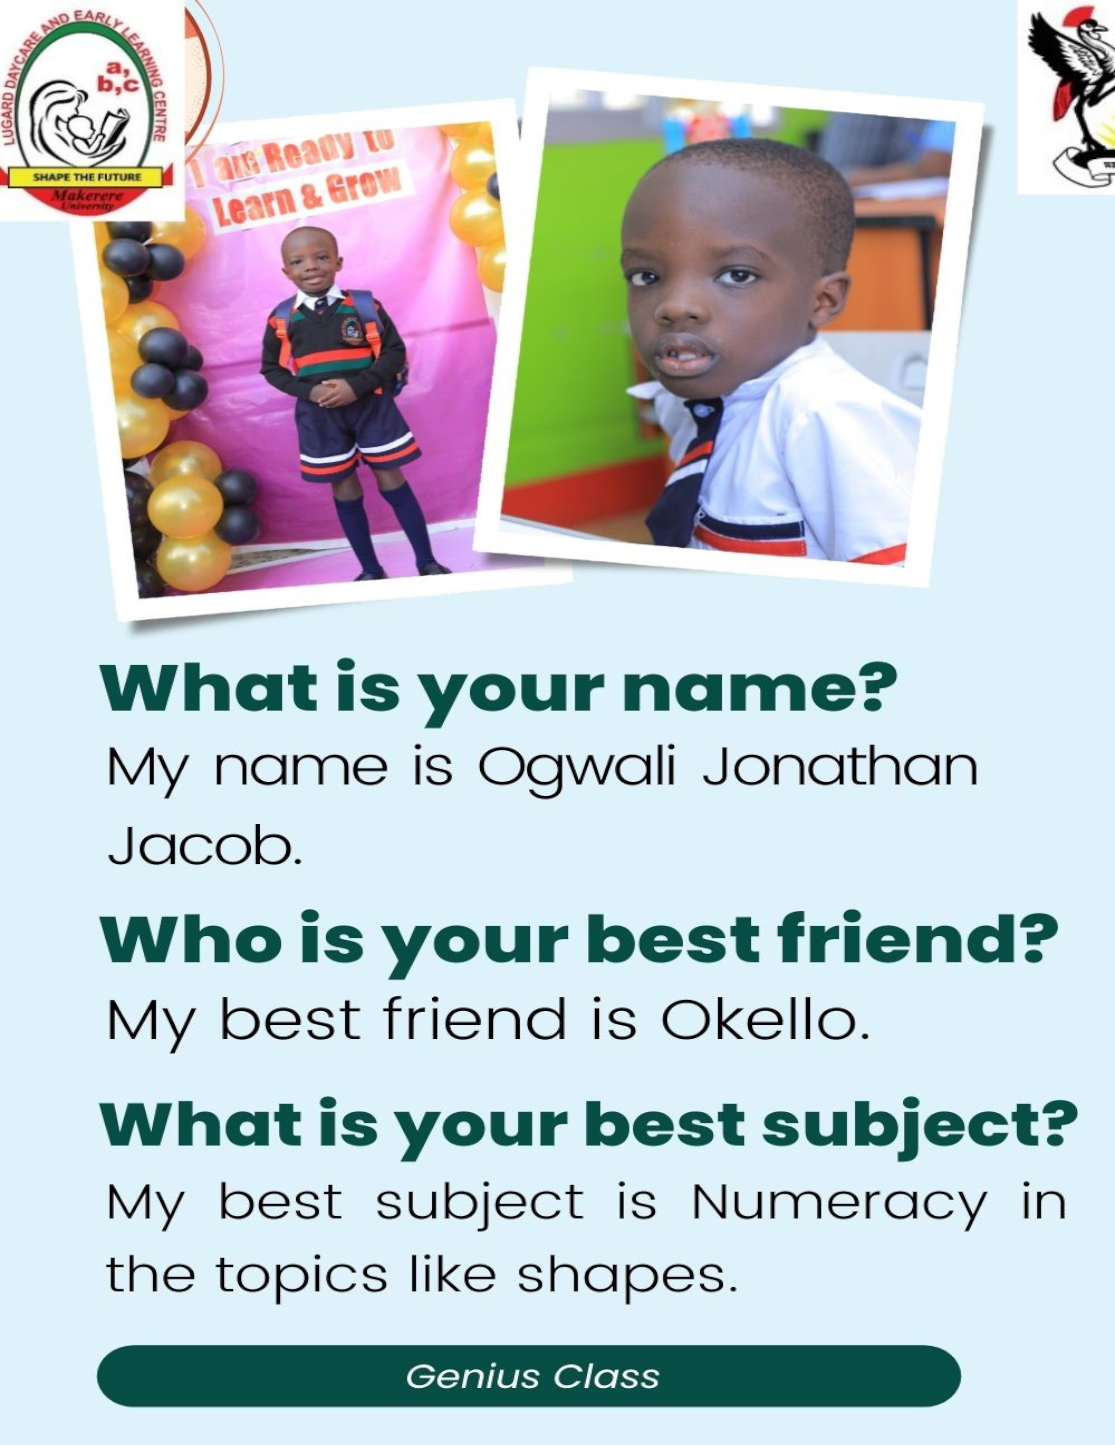 LUGARD DAYCARE AND EARLY LEARNING CENTRE
a,
b,c
SHAPE THE FUTURE
Makerere
University
I am Ready to
Learn & Grow
What is your name?
My name is Ogwali Jonathan
Jacob.
Who is your best friend?
My best friend is Okello.
What is your best subject?
My best subject is Numeracy in
the topics like shapes.
Genius Class